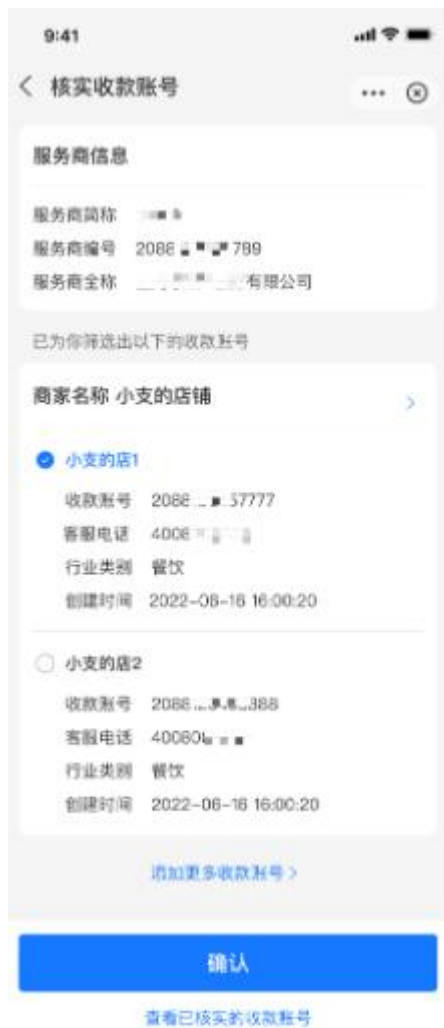 9:41
核实收款账号
服务商信息
服务商简称
服务商编号 2088 789
服务商全称 有限公司
已为你筛选出以下的收款账号
商家名称 小支的店铺
小支的店1
收款账号 2088 57777
客服电话 4008
行业类别 餐饮
创建时间 2022-06-16 16:00:20
小支的店2
收款账号 2088 888
客服电话 40080
行业类别 餐饮
创建时间 2022-06-16 16:00:20
添加更多收款账号
确认
查看已核实的收款账号